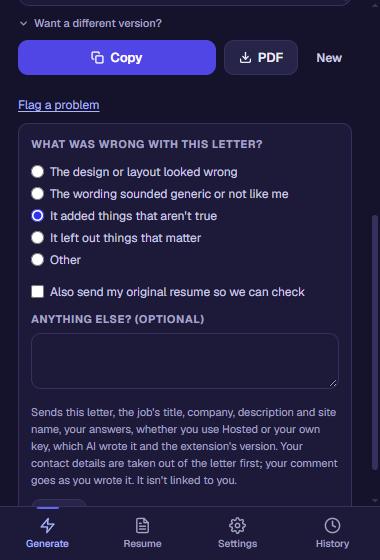 Want a different version?
Copy
PDF
New
Flag a problem
WHAT WAS WRONG WITH THIS LETTER?
The design or layout looked wrong
The wording sounded generic or not like me
It added things that aren't true
It left out things that matter
Other
Also send my original resume so we can check
ANYTHING ELSE? (OPTIONAL)
Sends this letter, the job's title, company, description and site
name, your answers, whether you use Hosted or your own
key, which AI wrote it and the extension's version. Your
contact details are taken out of the letter first; your comment
goes as you wrote it. It isn't linked to you.
Generate
Resume
Settings
History